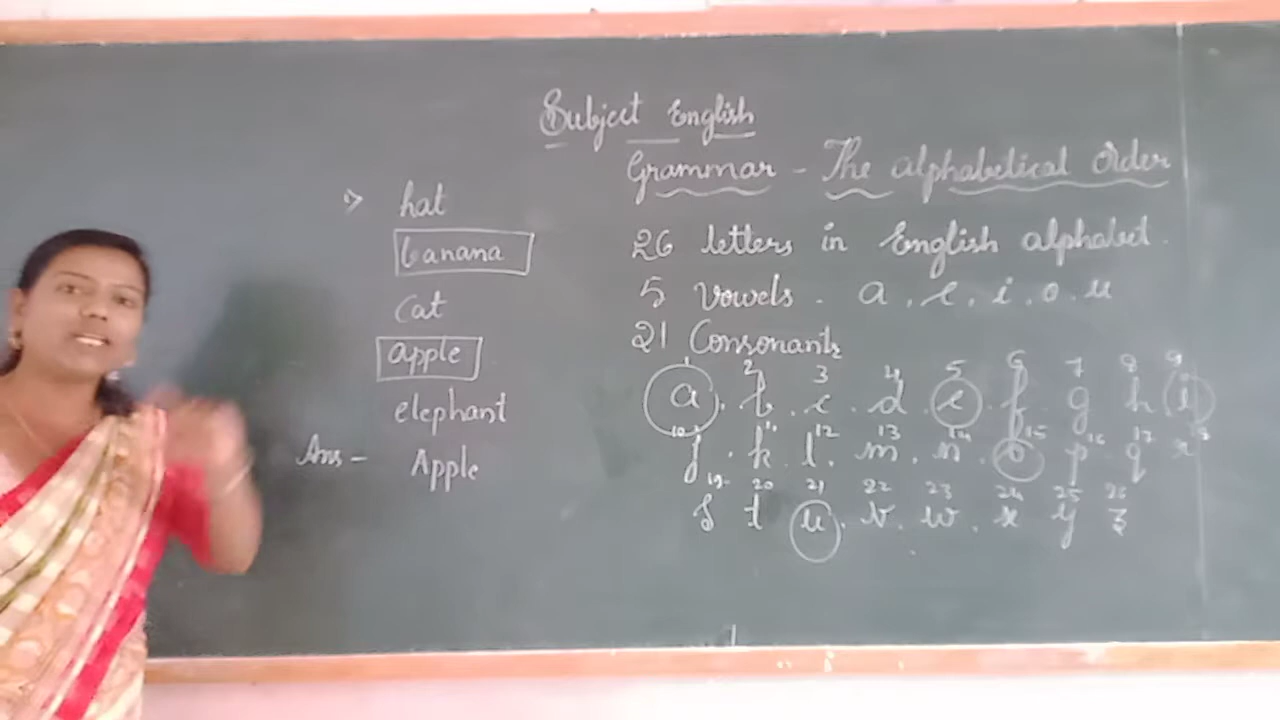 Subject English
Grammar - The alphabetical Order
26 letters in English alphabet.
5 Vowels. a, e, i, o, u
21 Consonants
1 2 3 4 5 6 7 8 9
a. b. c. d. e. f g h i
10 11 12 13 14 15 16 17 18
j. k l. m. n. o p q r
19 20 21 22 23 24 25 26
s t u. v. w. x y z
hat
banana
cat
apple
elephant
Ans - Apple